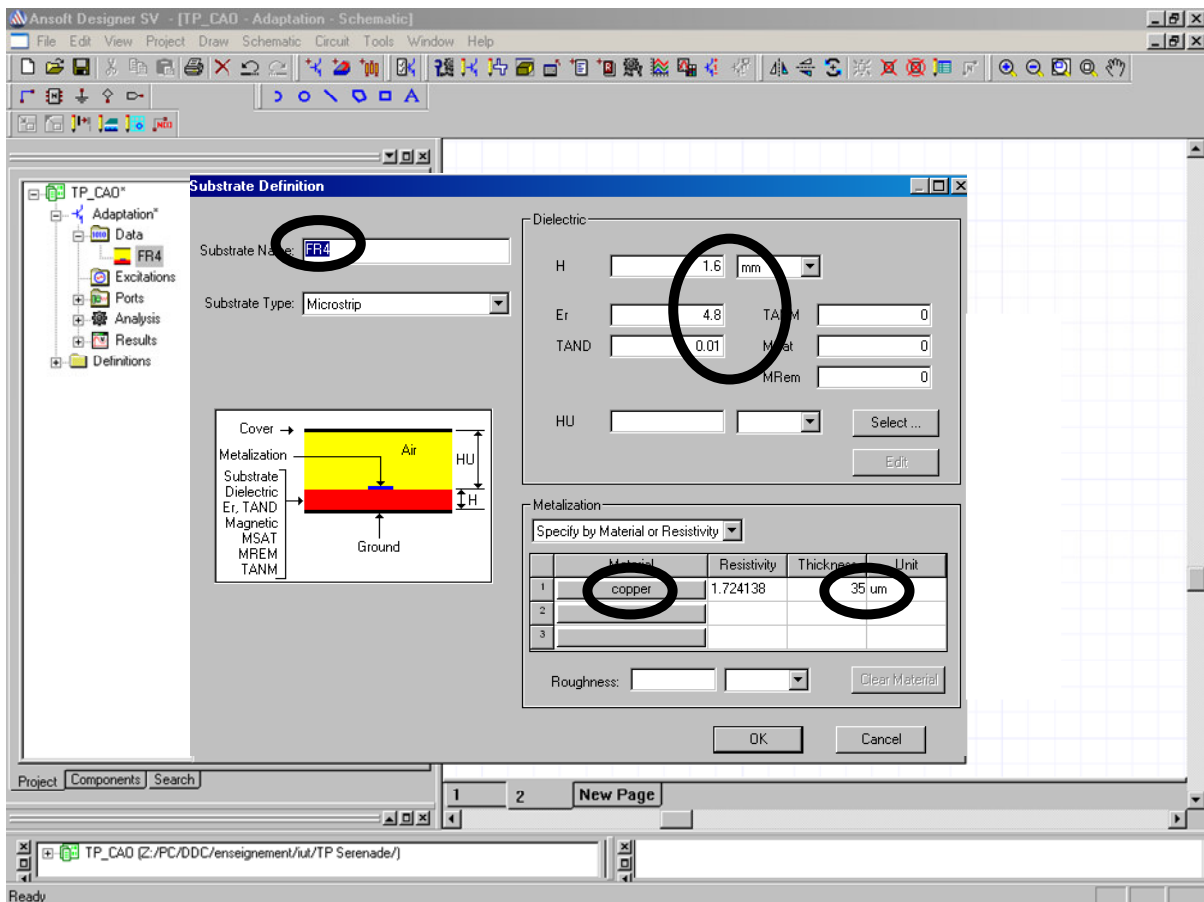 Ansoft Designer SV - [TP_CAO - Adaptation - Schematic]
File Edit View Project Draw Schematic Circuit Tools Window Help
TP_CAO*
Adaptation*
Data
FR4
Excitations
Ports
Analysis
Results
Definitions
Project Components Search
Substrate Definition
Substrate Name: FR4
Substrate Type: Microstrip
Cover
Metalization
Air
HU
Substrate
Dielectric
Er, TAND
Magnetic
MSAT
MREM
TANM
H
Ground
Dielectric
H 1.6 mm
Er 4.8 TANM 0
TAND 0.01 MSat 0
MRem 0
HU Select ...
Edit
Metalization
Specify by Material or Resistivity
Material Resistivity Thickness Unit
1 copper 1.724138 35 um
2
3
Roughness: Clear Material
OK Cancel
1 2 New Page
TP_CAO (Z:/PC/DDC/enseignement/iut/TP Serenade/)
Ready